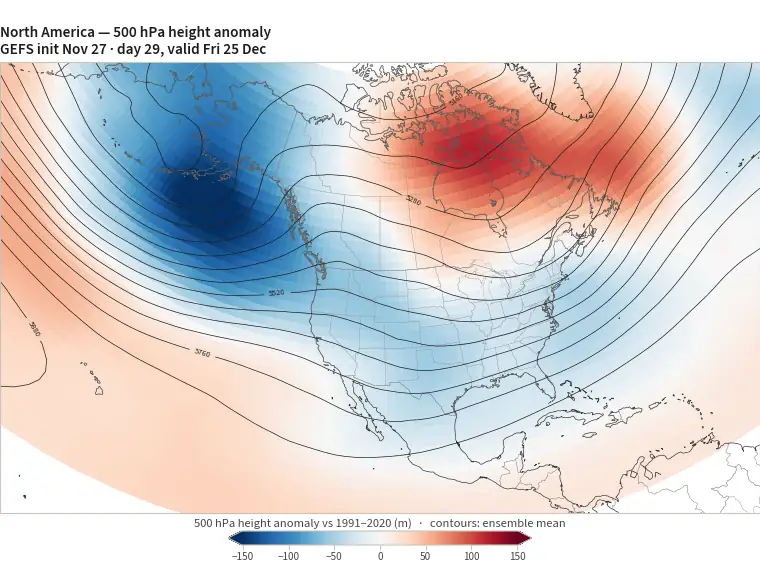 North America — 500 hPa height anomaly
GEFS init Nov 27 · day 29, valid Fri 25 Dec
5280
5520
5760
5880
500 hPa height anomaly vs 1991–2020 (m) · contours: ensemble mean
−150 −100 −50 0 50 100 150